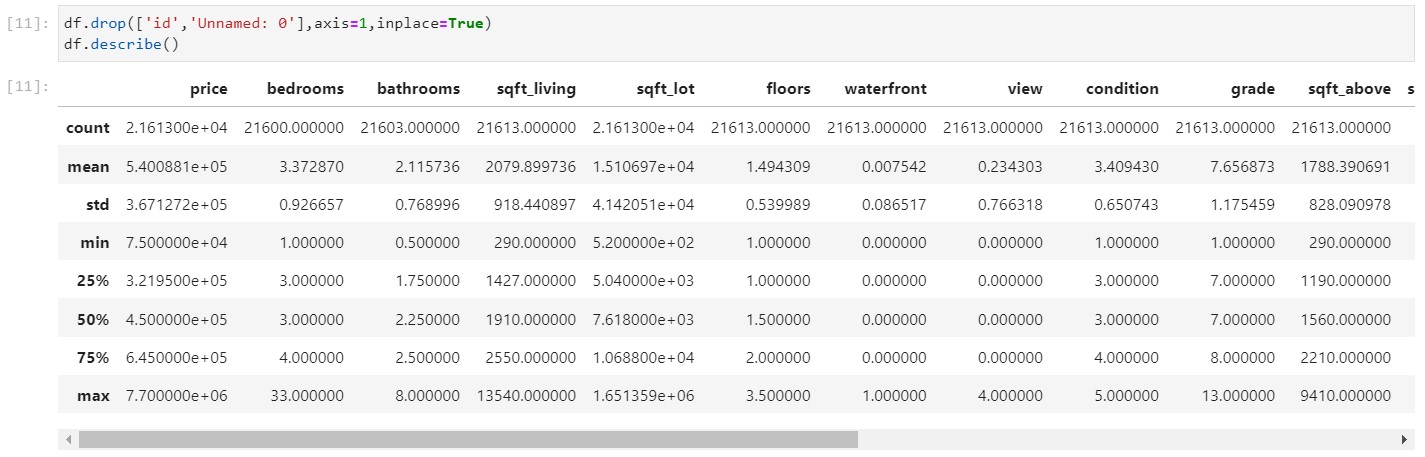 [11]: df.drop(['id','Unnamed: 0'],axis=1,inplace=True)
df.describe()
[11]: price bedrooms bathrooms sqft_living sqft_lot floors waterfront view condition grade sqft_above s
count 2.161300e+04 21600.000000 21603.000000 21613.000000 2.161300e+04 21613.000000 21613.000000 21613.000000 21613.000000 21613.000000 21613.000000
mean 5.400881e+05 3.372870 2.115736 2079.899736 1.510697e+04 1.494309 0.007542 0.234303 3.409430 7.656873 1788.390691
std 3.671272e+05 0.926657 0.768996 918.440897 4.142051e+04 0.539989 0.086517 0.766318 0.650743 1.175459 828.090978
min 7.500000e+04 1.000000 0.500000 290.000000 5.200000e+02 1.000000 0.000000 0.000000 1.000000 1.000000 290.000000
25% 3.219500e+05 3.000000 1.750000 1427.000000 5.040000e+03 1.000000 0.000000 0.000000 3.000000 7.000000 1190.000000
50% 4.500000e+05 3.000000 2.250000 1910.000000 7.618000e+03 1.500000 0.000000 0.000000 3.000000 7.000000 1560.000000
75% 6.450000e+05 4.000000 2.500000 2550.000000 1.068800e+04 2.000000 0.000000 0.000000 4.000000 8.000000 2210.000000
max 7.700000e+06 33.000000 8.000000 13540.000000 1.651359e+06 3.500000 1.000000 4.000000 5.000000 13.000000 9410.000000